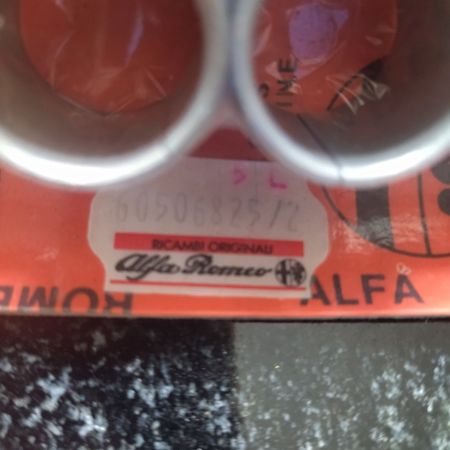 S L
60506825/2
RICAMBI ORIGINALI
Alfa Romeo
ALFA
ROME